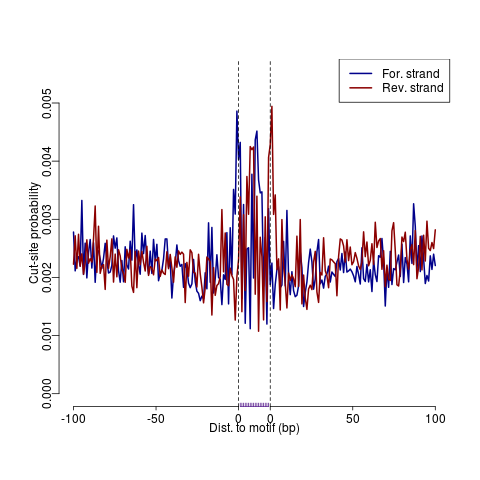 For. strand
Rev. strand
Cut-site probability
0.005
0.004
0.003
0.002
0.001
0.000
-100 -50 0 0 50 100
Dist. to motif (bp)